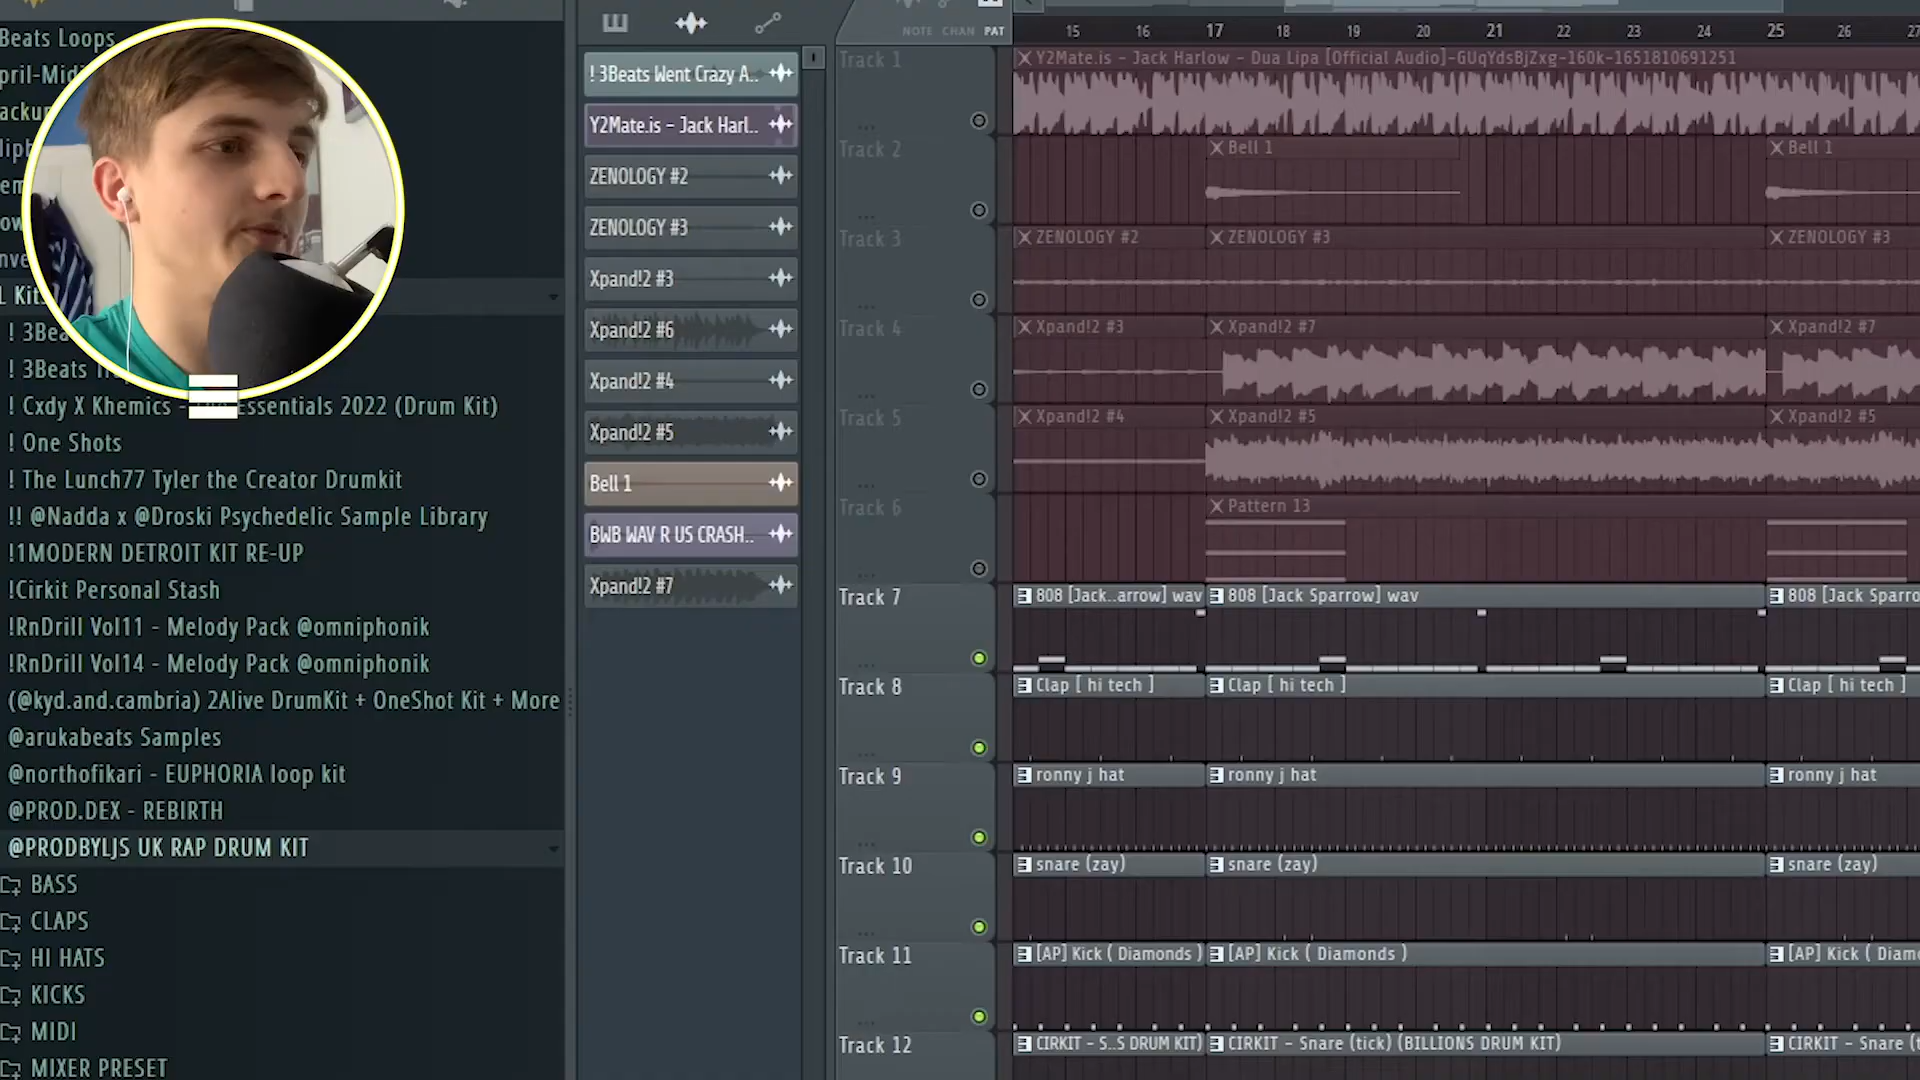 Beats Loops
pril-Midi
L Kits
! 3Bea
! 3Beats
! Cxdy X Khemics - Essentials 2022 (Drum Kit)
! One Shots
! The Lunch77 Tyler the Creator Drumkit
!! @Nadda x @Droski Psychedelic Sample Library
!1MODERN DETROIT KIT RE-UP
!Cirkit Personal Stash
!RnDrill Vol11 - Melody Pack @omniphonik
!RnDrill Vol14 - Melody Pack @omniphonik
(@kyd.and.cambria) 2Alive DrumKit + OneShot Kit + More
@arukabeats Samples
@northofikari - EUPHORIA loop kit
@PROD.DEX - REBIRTH
@PRODBYLJS UK RAP DRUM KIT
BASS
CLAPS
HI HATS
KICKS
MIDI
MIXER PRESET
! 3Beats Went Crazy A..
Y2Mate.is - Jack Harl..
ZENOLOGY #2
ZENOLOGY #3
Xpand!2 #3
Xpand!2 #6
Xpand!2 #4
Xpand!2 #5
Bell 1
BWB WAV R US CRASH..
Xpand!2 #7
NOTE CHAN PAT
15 16 17 18 19 20 21 22 23 24 25 26 27
Track 1
Y2Mate.is - Jack Harlow - Dua Lipa [Official Audio]-GUqYdsBjZxg-160k-1651810691251
Track 2
Bell 1 Bell 1
Track 3
ZENOLOGY #2 ZENOLOGY #3 ZENOLOGY #3
Track 4
Xpand!2 #3 Xpand!2 #7 Xpand!2 #7
Track 5
Xpand!2 #4 Xpand!2 #5 Xpand!2 #5
Track 6
Pattern 13
Track 7
808 [Jack..arrow] wav 808 [Jack Sparrow] wav 808 [Jack Sparro
Track 8
Clap [ hi tech ] Clap [ hi tech ] Clap [ hi tech ]
Track 9
ronny j hat ronny j hat ronny j hat
Track 10
snare (zay) snare (zay) snare (zay)
Track 11
[AP] Kick ( Diamonds ) [AP] Kick ( Diamonds ) [AP] Kick ( Diamo
Track 12
CIRKIT - S..S DRUM KIT) CIRKIT - Snare (tick) (BILLIONS DRUM KIT) CIRKIT - Snare (t